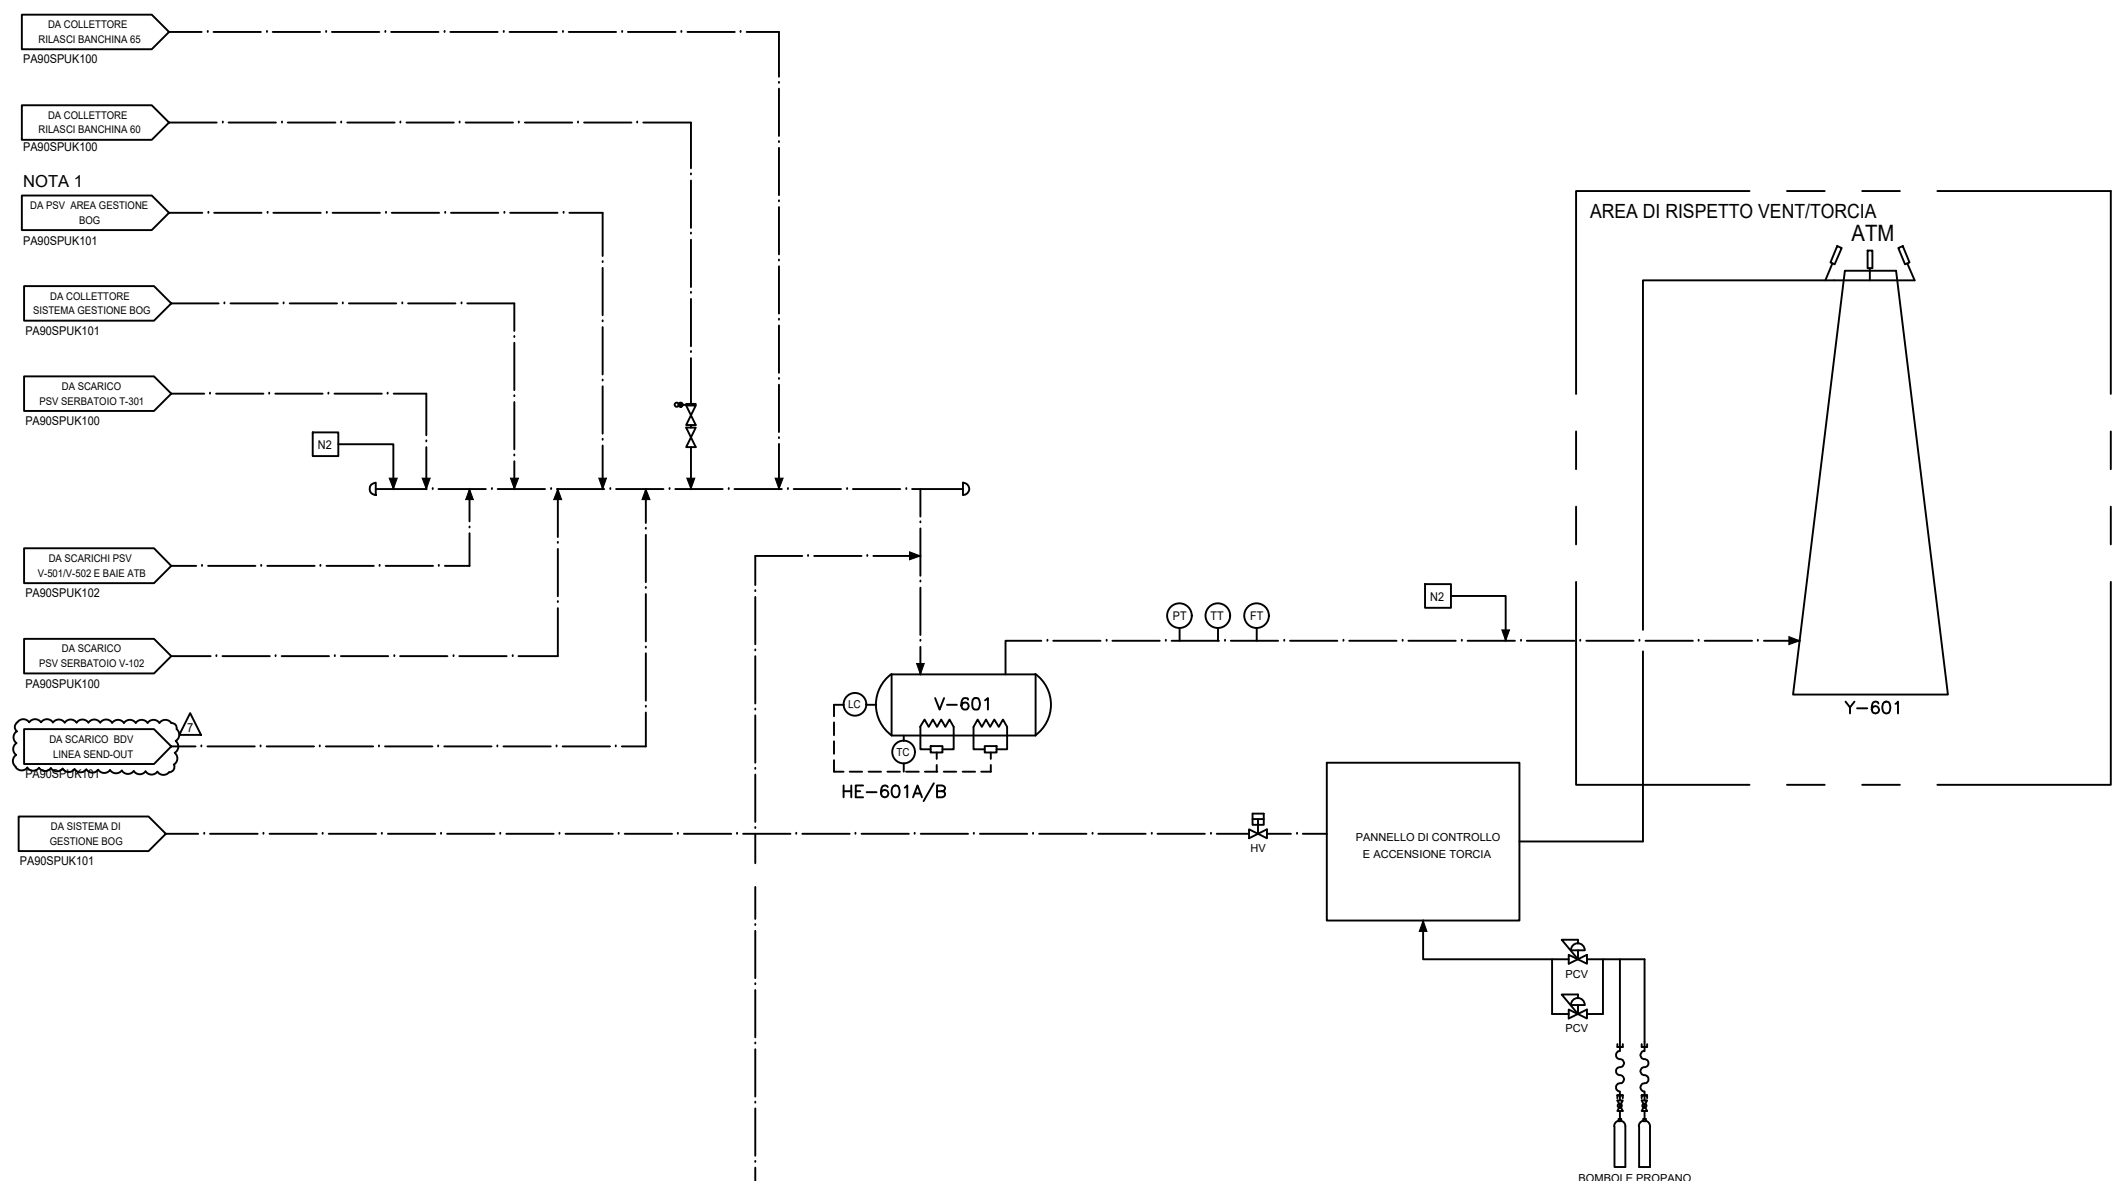 DA COLLETTORE
RILASCI BANCHINA 65
PA90SPUK100
DA COLLETTORE
RILASCI BANCHINA 60
PA90SPUK100
NOTA 1
DA PSV AREA GESTIONE
BOG
PA90SPUK101
DA COLLETTORE
SISTEMA GESTIONE BOG
PA90SPUK101
DA SCARICO
PSV SERBATOIO T-301
PA90SPUK100
N2
DA SCARICHI PSV
V-501/V-502 E BAIE ATB
PA90SPUK102
DA SCARICO
PSV SERBATOIO V-102
PA90SPUK100
7
DA SCARICO BDV
LINEA SEND-OUT
PA90SPUK101
DA SISTEMA DI
GESTIONE BOG
PA90SPUK101
LC
V-601
TC
HE-601A/B
PT
TT
FT
N2
AREA DI RISPETTO VENT/TORCIA
ATM
Y-601
HV
PANNELLO DI CONTROLLO
E ACCENSIONE TORCIA
PCV
PCV
BOMBOLE PROPANO